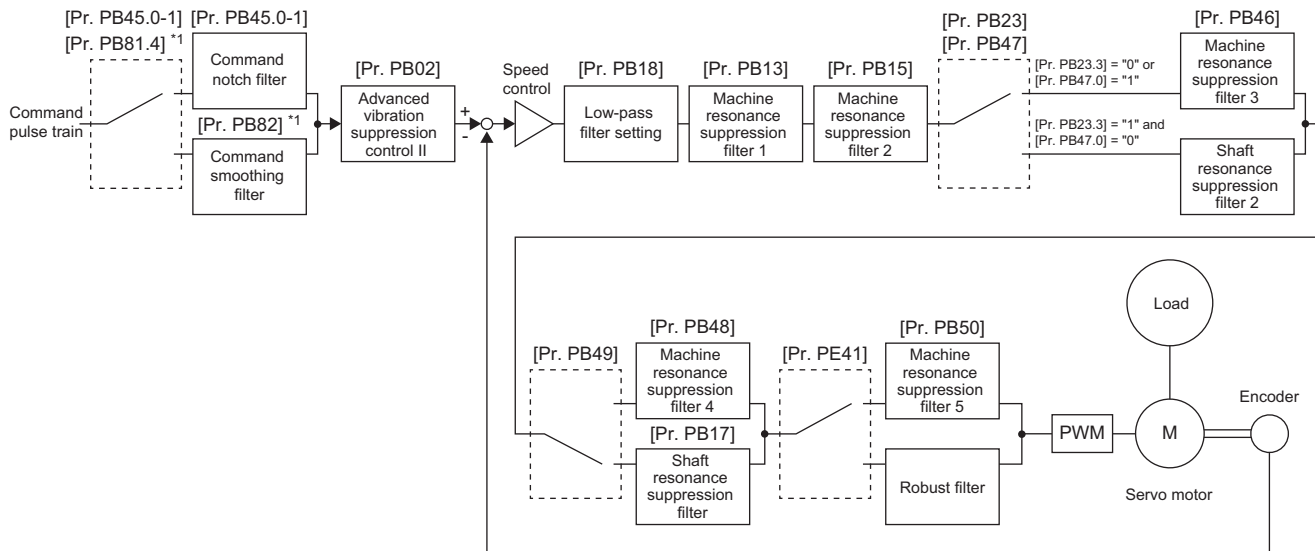 [Pr. PB45.0-1]
[Pr. PB81.4] *1
[Pr. PB45.0-1]
Command
pulse train
Command
notch filter
[Pr. PB82] *1
Command
smoothing
filter
[Pr. PB02]
Advanced
vibration
suppression
control II
+
-
Speed
control
[Pr. PB18]
Low-pass
filter setting
[Pr. PB13]
Machine
resonance
suppression
filter 1
[Pr. PB15]
Machine
resonance
suppression
filter 2
[Pr. PB23]
[Pr. PB47]
[Pr. PB23.3] = "0" or
[Pr. PB47.0] = "1"
[Pr. PB23.3] = "1" and
[Pr. PB47.0] = "0"
[Pr. PB46]
Machine
resonance
suppression
filter 3
Shaft
resonance
suppression
filter 2
[Pr. PB49]
[Pr. PB48]
Machine
resonance
suppression
filter 4
[Pr. PB17]
Shaft
resonance
suppression
filter
[Pr. PE41]
[Pr. PB50]
Machine
resonance
suppression
filter 5
Robust filter
PWM
Load
M
Servo motor
Encoder